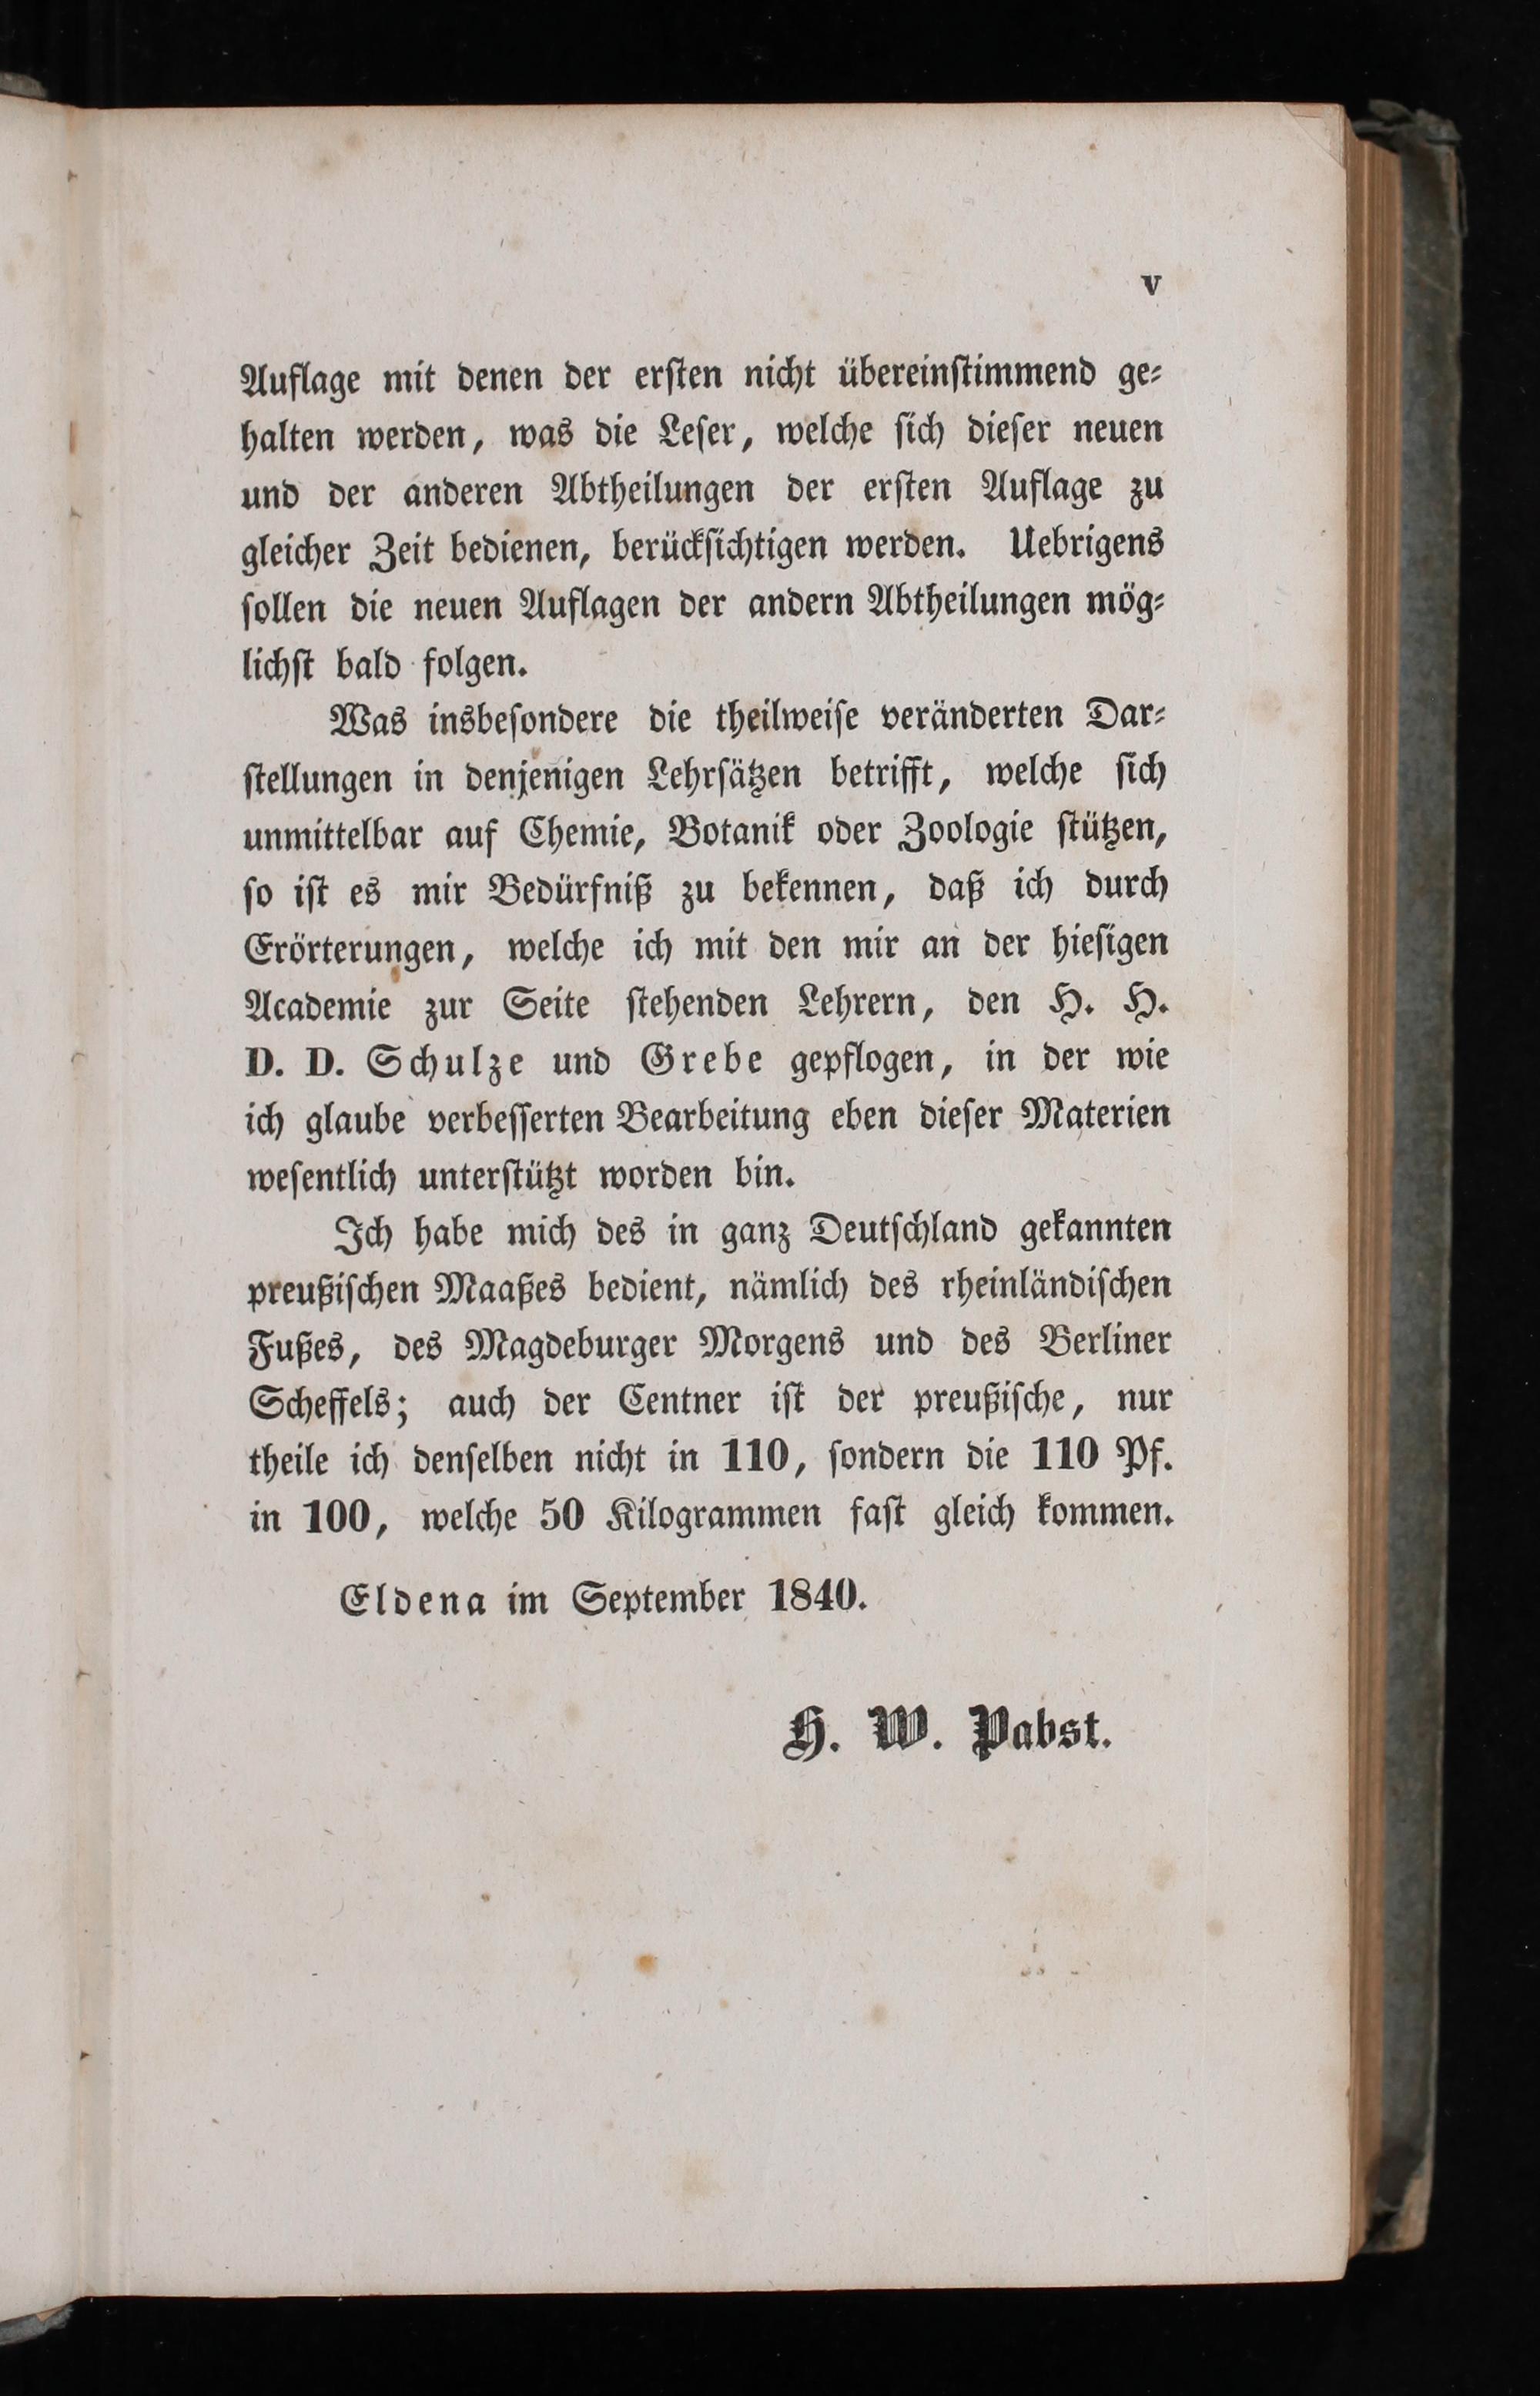 v
Auflage mit denen der erſten nicht übereinſtimmend ge⸗
halten werden, was die Leſer, welche ſich dieſer neuen
und der anderen Abtheilungen der erſten Auflage zu
gleicher Zeit bedienen, berückſichtigen werden. Uebrigens
ſollen die neuen Auflagen der andern Abtheilungen mög⸗
lichſt bald folgen.
Was insbeſondere die theilweiſe veränderten Dar⸗
ſtellungen in denjenigen Lehrſätzen betrifft, welche ſich
unmittelbar auf Chemie, Botanik oder Zoologie ſtützen,
ſo iſt es mir Bedürfniß zu bekennen, daß ich durch
Erörterungen, welche ich mit den mir an der hieſigen
Academie zur Seite ſtehenden Lehrern, den H. H.
D. D. Schulze und Grebe gepflogen, in der wie
ich glaube verbeſſerten Bearbeitung eben dieſer Materien
weſentlich unterſtützt worden bin.
Ich habe mich des in ganz Deutſchland gekannten
preußiſchen Maaßes bedient, nämlich des rheinländiſchen
Fußes, des Magdeburger Morgens und des Berliner
Scheffels; auch der Centner iſt der preußiſche, nur
theile ich denſelben nicht in 110, ſondern die 110 Pf.
in 100, welche 50 Kilogrammen faſt gleich kommen.
Eldena im September 1840.
H. W. Pabst.